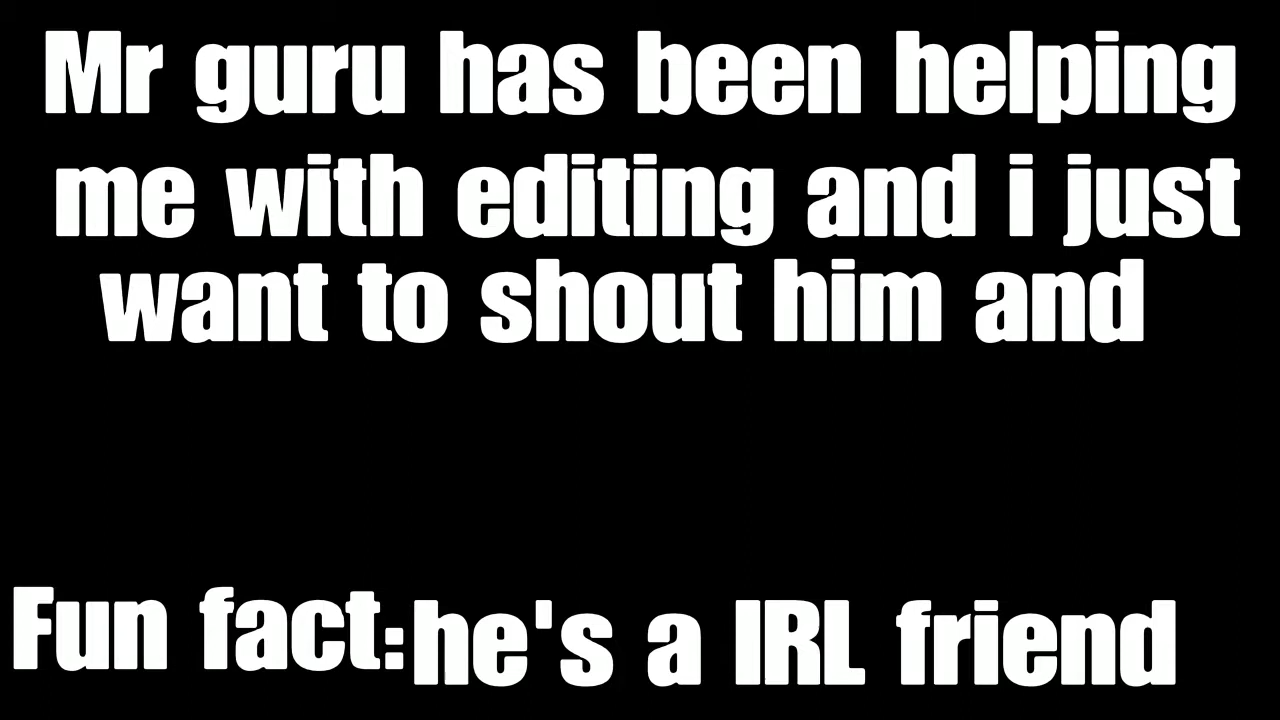 Mr guru has been helping
me with editing and i just
want to shout him and
Fun fact:he's a IRL friend